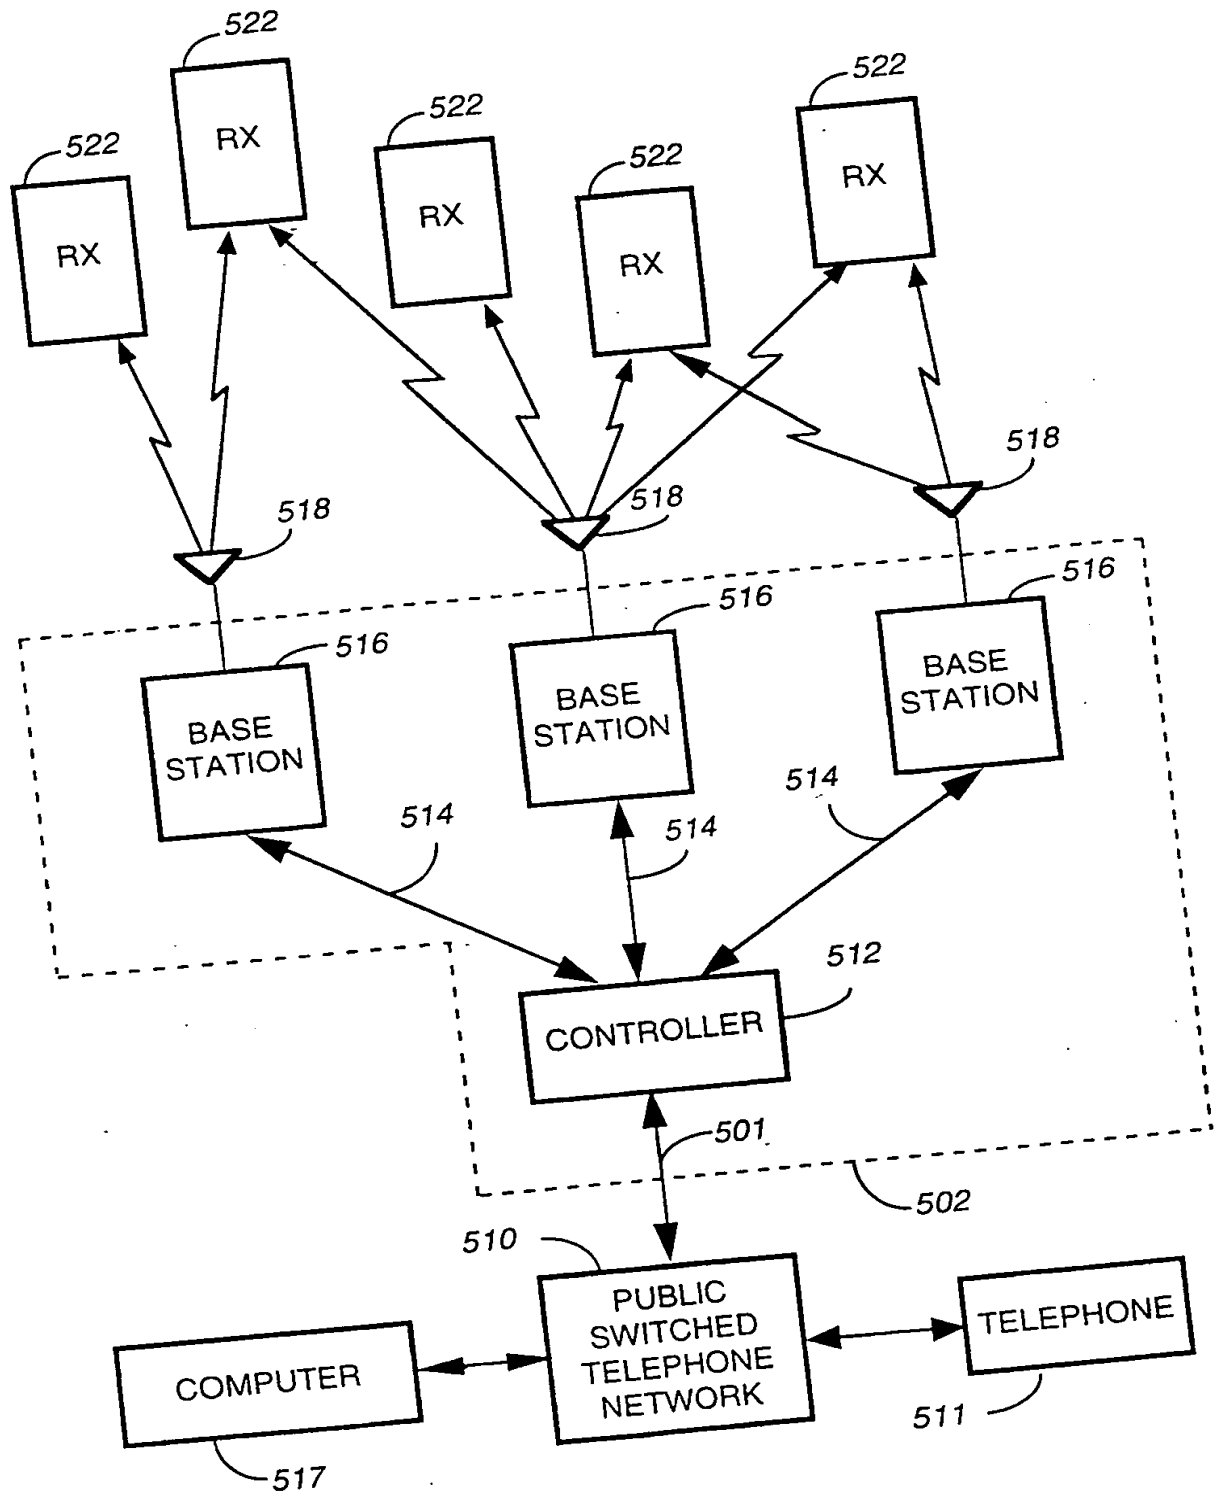 522
522
522
522
522
RX
RX
RX
RX
RX
518
518
518
516
516
516
BASE
STATION
BASE
STATION
BASE
STATION
514
514
514
512
CONTROLLER
501
502
510
PUBLIC
SWITCHED
TELEPHONE
NETWORK
TELEPHONE
511
COMPUTER
517